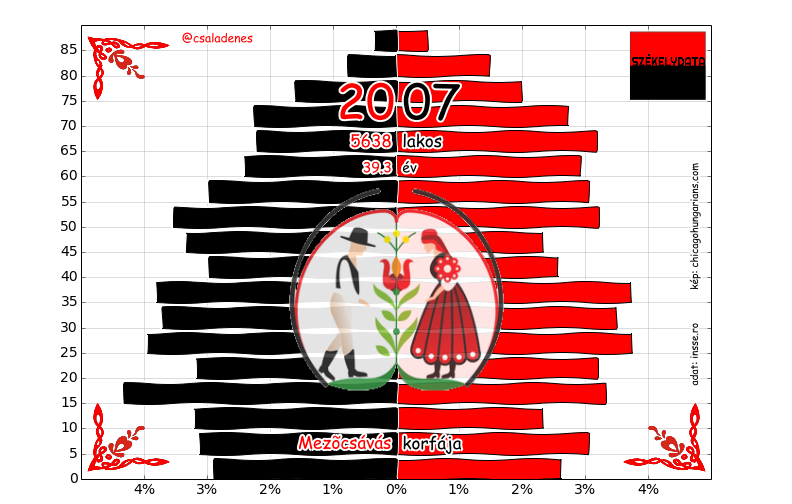 @csaladenes
SZÉKELYDATA
2007
5638 lakos
39.3 év
kép: chicagohungarians.com
adat: insse.ro
Mezőcsávás korfája
85
80
75
70
65
60
55
50
45
40
35
30
25
20
15
10
5
0
4% 3% 2% 1% 0% 1% 2% 3% 4%